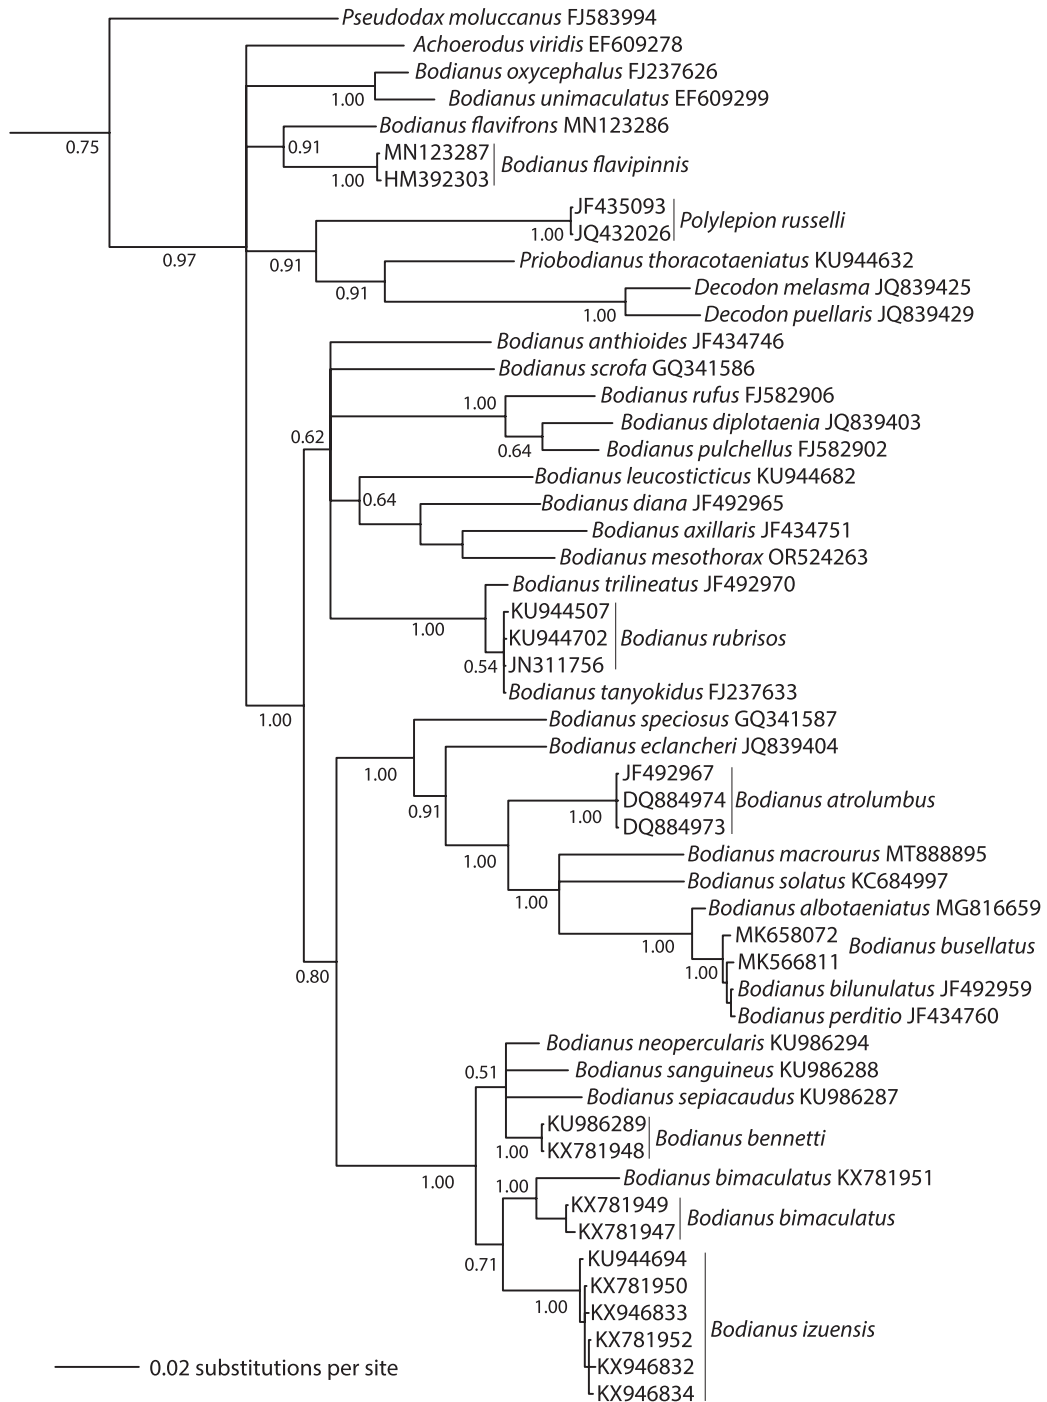 Pseudodax moluccanus FJ583994
Achoerodus viridis EF609278
Bodianus oxycephalus FJ237626
1.00
Bodianus unimaculatus EF609299
Bodianus flavifrons MN123286
0.75
0.91
MN123287
Bodianus flavipinnis
1.00
HM392303
JF435093
Polylepion russelli
1.00
JQ432026
0.97
0.91
Priobodianus thoracotaeniatus KU944632
0.91
Decodon melasma JQ839425
1.00
Decodon puellaris JQ839429
Bodianus anthioides JF434746
Bodianus scrofa GQ341586
1.00
Bodianus rufus FJ582906
Bodianus diplotaenia JQ839403
0.62
0.64
Bodianus pulchellus FJ582902
Bodianus leucosticticus KU944682
0.64
Bodianus diana JF492965
Bodianus axillaris JF434751
Bodianus mesothorax OR524263
Bodianus trilineatus JF492970
KU944507
1.00
KU944702
Bodianus rubrisos
0.54
JN311756
Bodianus tanyokidus FJ237633
1.00
Bodianus speciosus GQ341587
Bodianus eclancheri JQ839404
1.00
JF492967
DQ884974
Bodianus atrolumbus
0.91
1.00
DQ884973
1.00
Bodianus macrourus MT888895
Bodianus solatus KC684997
1.00
Bodianus albotaeniatus MG816659
MK658072
Bodianus busellatus
1.00
MK566811
1.00
0.80
Bodianus bilunulatus JF492959
Bodianus perditio JF434760
Bodianus neopercularis KU986294
0.51
Bodianus sanguineus KU986288
Bodianus sepiacaudus KU986287
KU986289
Bodianus bennetti
1.00
KX781948
1.00
1.00
Bodianus bimaculatus KX781951
KX781949
Bodianus bimaculatus
KX781947
0.71
KU944694
KX781950
1.00
KX946833
Bodianus izuensis
KX781952
0.02 substitutions per site
KX946832
KX946834